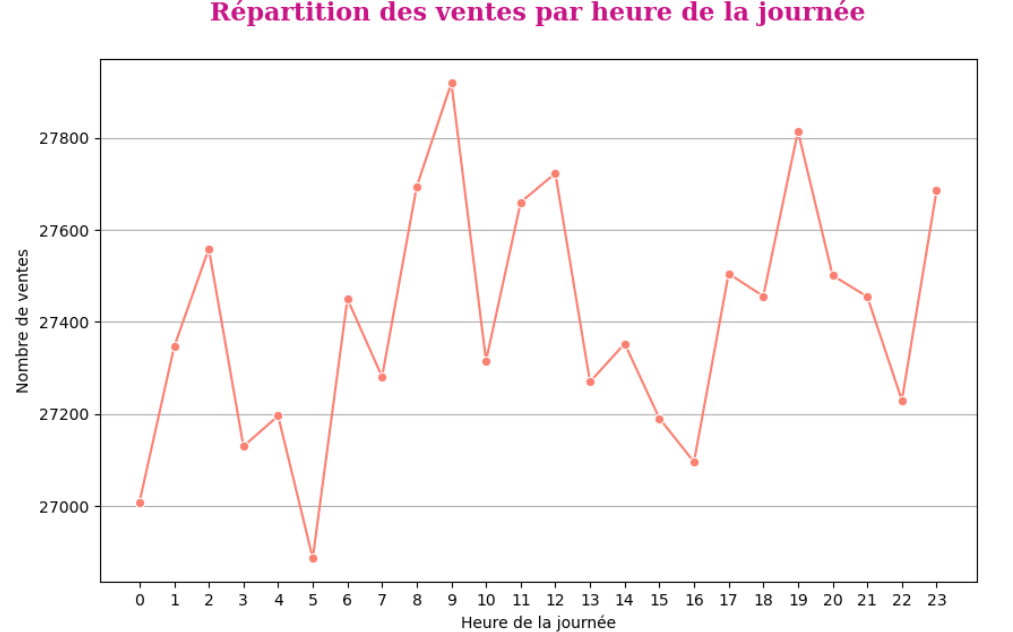 Répartition des ventes par heure de la journée
27800
27600
27400
27200
27000
Nombre de ventes
0 1 2 3 4 5 6 7 8 9 10 11 12 13 14 15 16 17 18 19 20 21 22 23
Heure de la journée